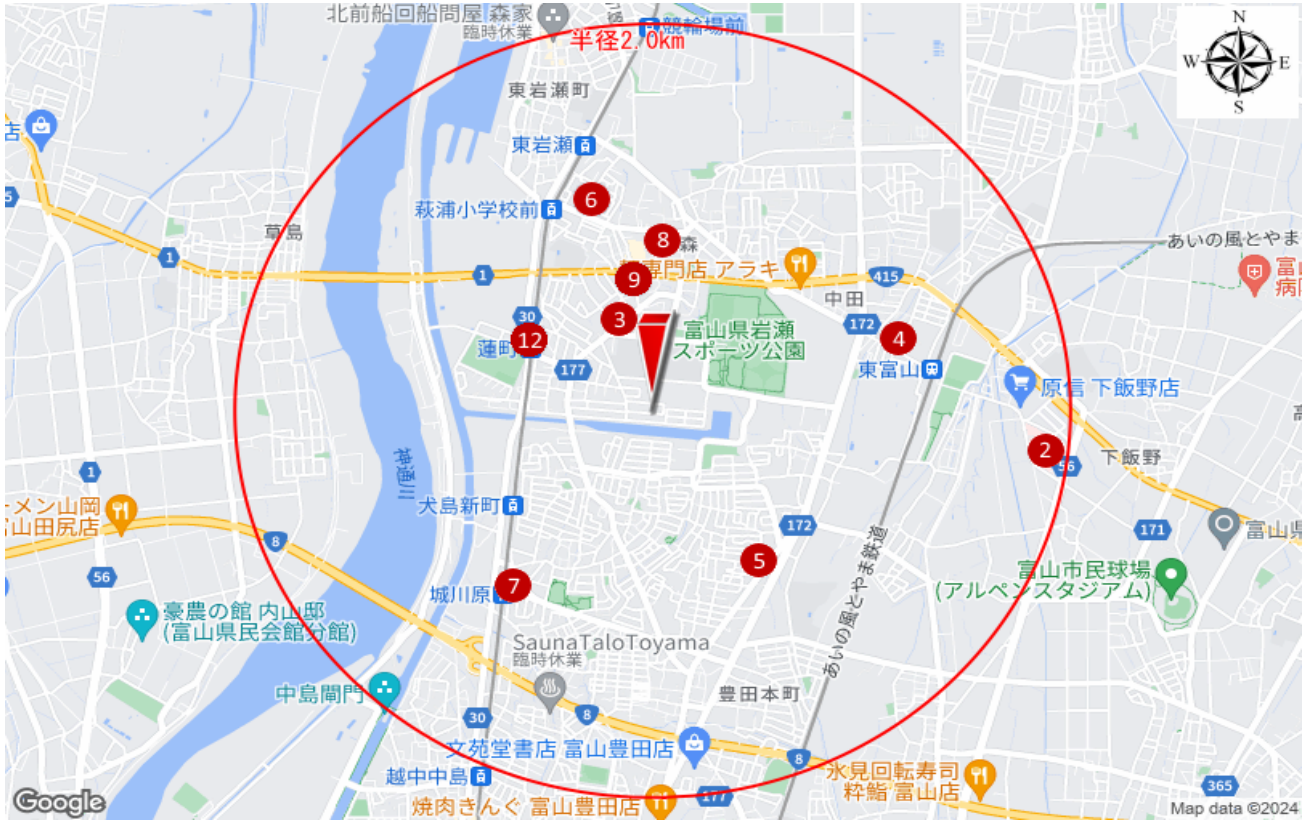 北前船回船問屋 森家
臨時休業
競輪場前
半径2.0km
N
W
E
S
東岩瀬町
店
東岩瀬
6
萩浦小学校前
草島
8
森
あいの風とやま
1
1
9
専門店 アラキ
415
富山
病院
中田
30
3
172
4
富山県岩瀬
スポーツ公園
12
蓮町
177
東富山
原信 下飯野店
2
56
下飯野
1
神通川
ーメン山岡
富山田尻店
犬島新町
172
171
富山県
8
5
あいの風とやま鉄道
56
7
城川原
富山市民球場
(アルペンスタジアム)
豪農の館 内山邸
(富山県民会館分館)
SaunaTaloToyama
臨時休業
中島閘門
豊田本町
30
8
文苑堂書店 富山豊田店
8
越中中島
氷見回転寿司
粋鮨 富山店
365
焼肉きんぐ 富山豊田店
177
Google
Map data ©2024